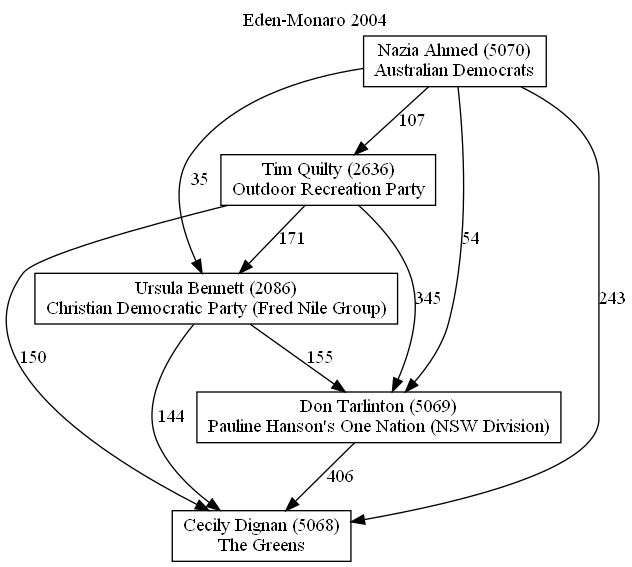 Eden-Monaro 2004
Nazia Ahmed (5070)
Australian Democrats
107
Tim Quilty (2636)
Outdoor Recreation Party
35
171
54
Ursula Bennett (2086)
Christian Democratic Party (Fred Nile Group)
345
243
150
155
Don Tarlinton (5069)
Pauline Hanson's One Nation (NSW Division)
144
406
Cecily Dignan (5068)
The Greens